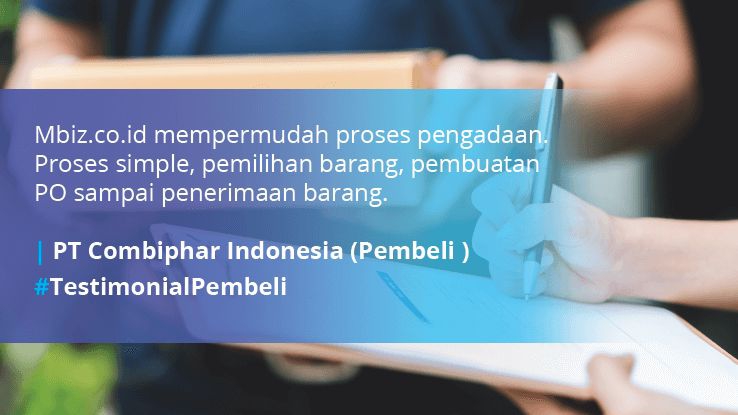 Mbiz.co.id mempermudah proses pengadaan.
Proses simple, pemilihan barang, pembuatan
PO sampai penerimaan barang.
| PT Combiphar Indonesia (Pembeli )
#TestimonialPembeli